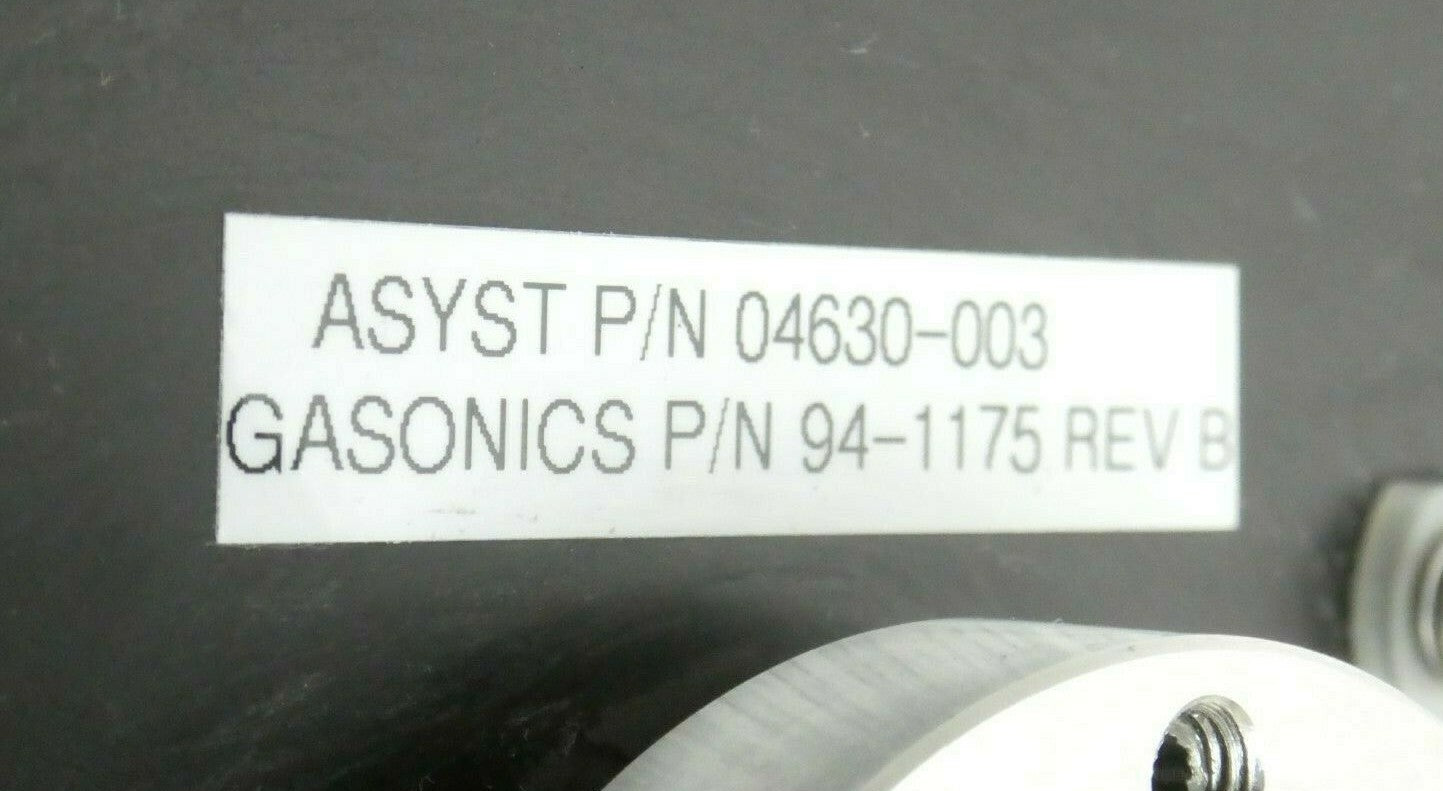 ASYST P/N 04630-003
GASONICS P/N 94-1175 REV B